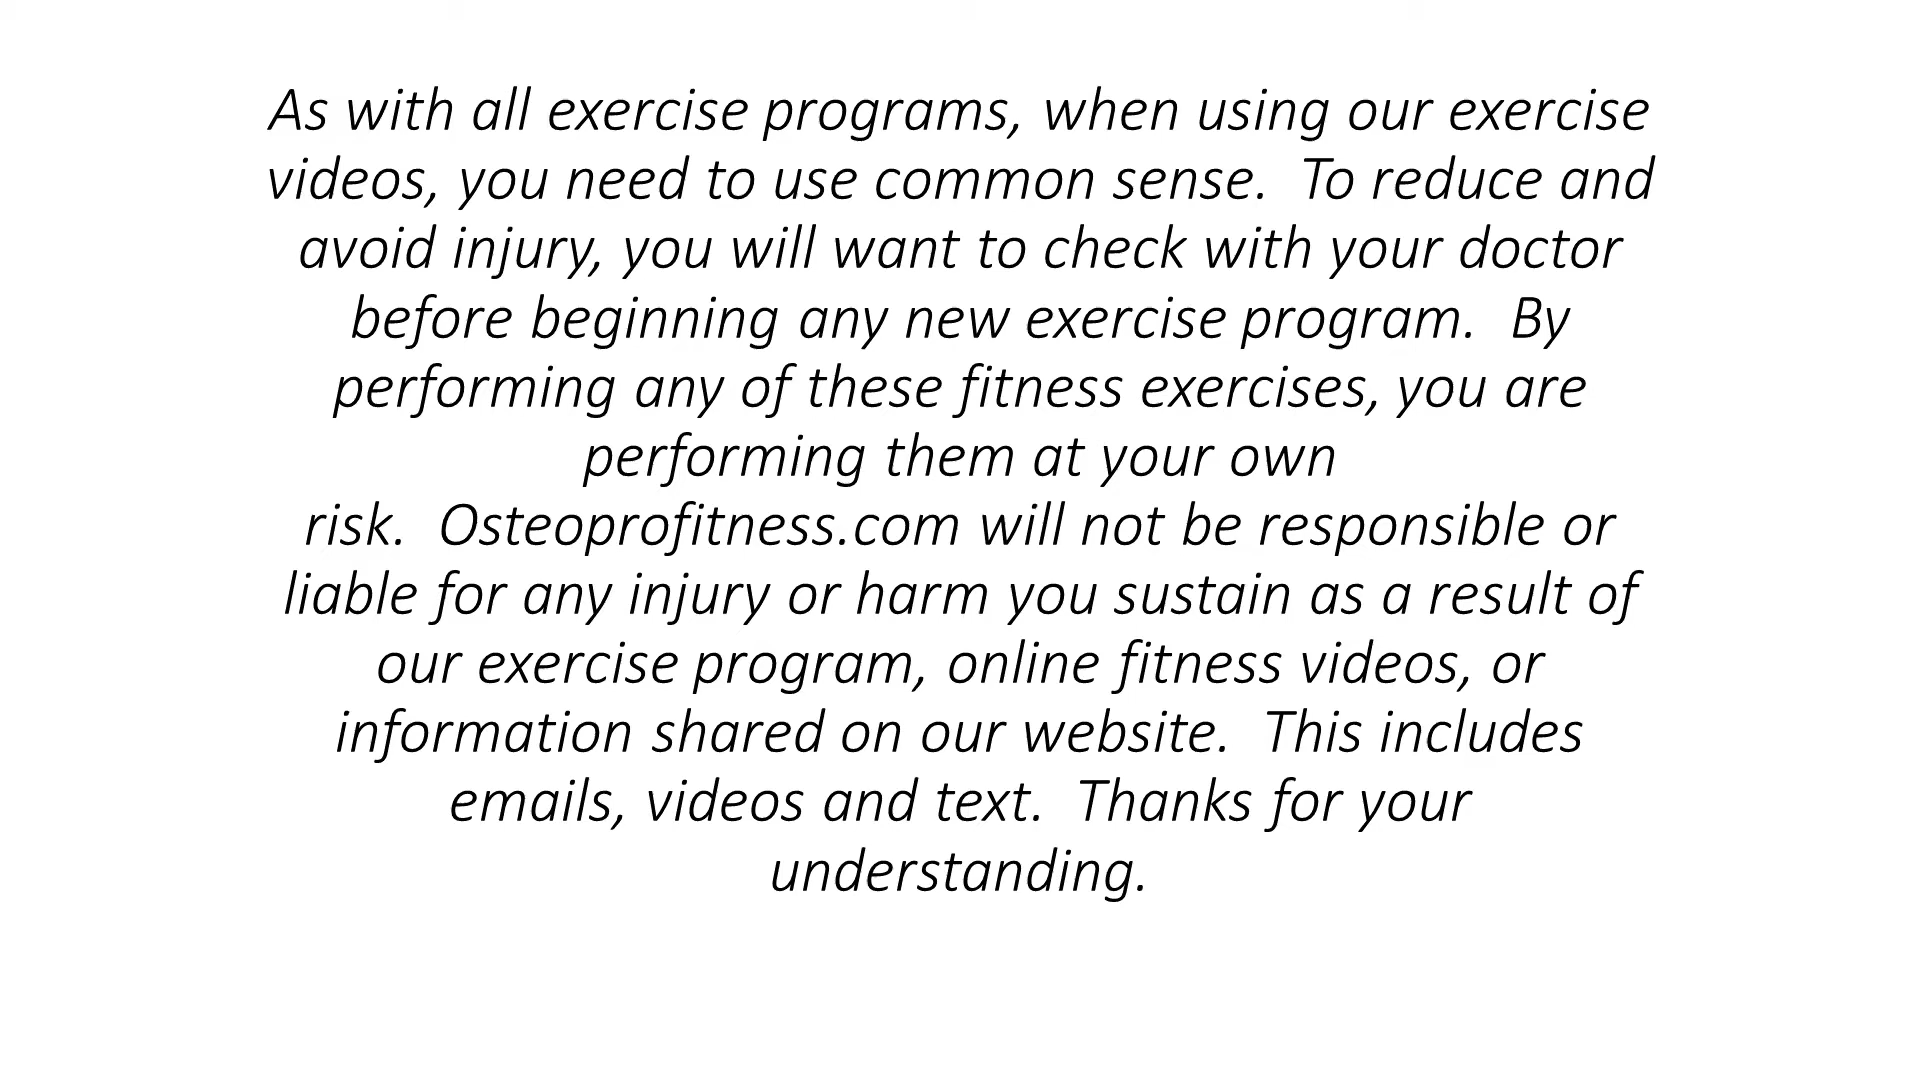 As with all exercise programs, when using our exercise
videos, you need to use common sense.  To reduce and
avoid injury, you will want to check with your doctor
before beginning any new exercise program.  By
performing any of these fitness exercises, you are
performing them at your own
risk.  Osteoprofitness.com will not be responsible or
liable for any injury or harm you sustain as a result of
our exercise program, online fitness videos, or
information shared on our website.  This includes
emails, videos and text.  Thanks for your
understanding.